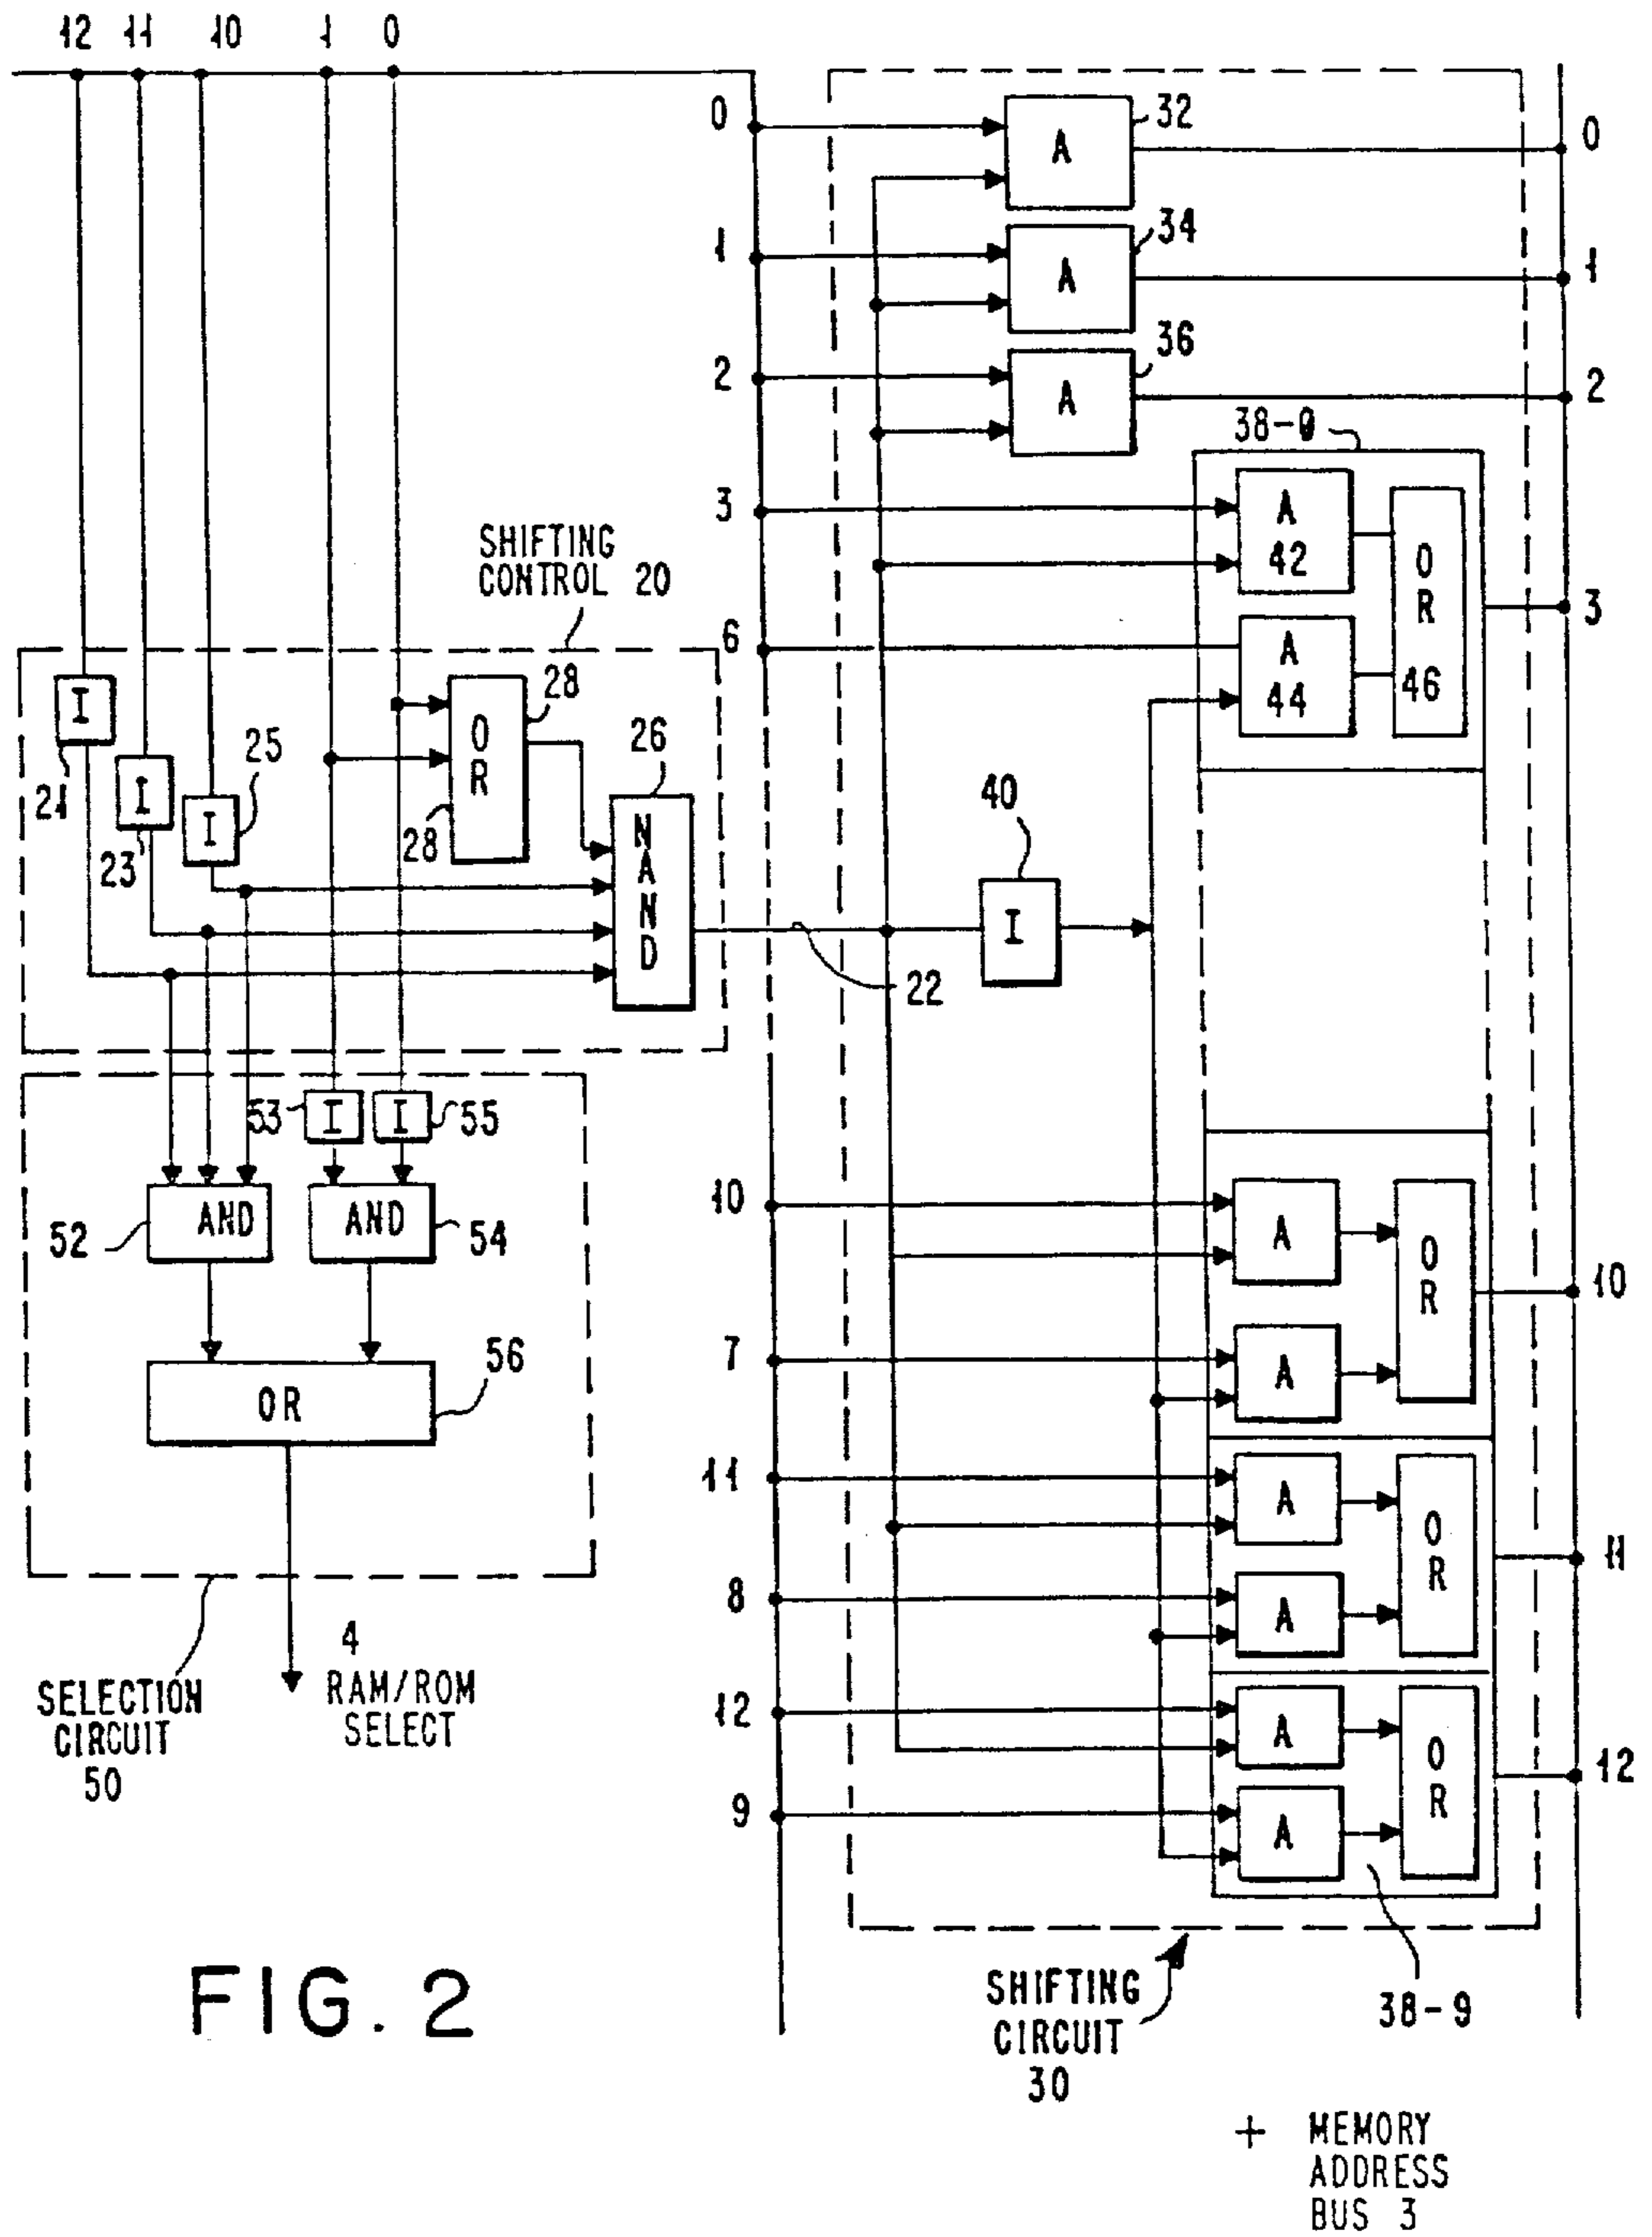 12 11 10 1 0
0
A
32
0
1
A
34
1
2
A
36
2
38-0
3
A
42
O
R
46
3
6
A
44
SHIFTING
CONTROL 20
I
24
I
23
I
25
28
O
R
28
26
NAND
22
40
I
53
I
I
55
52
AND
AND
54
OR
56
4
RAM/ROM
SELECT
SELECTION
CIRCUIT
50
10
A
O
R
10
7
A
11
A
O
R
11
8
A
12
A
O
R
12
9
A
38-9
SHIFTING
CIRCUIT
30
FIG. 2
+ MEMORY
ADDRESS
BUS 3